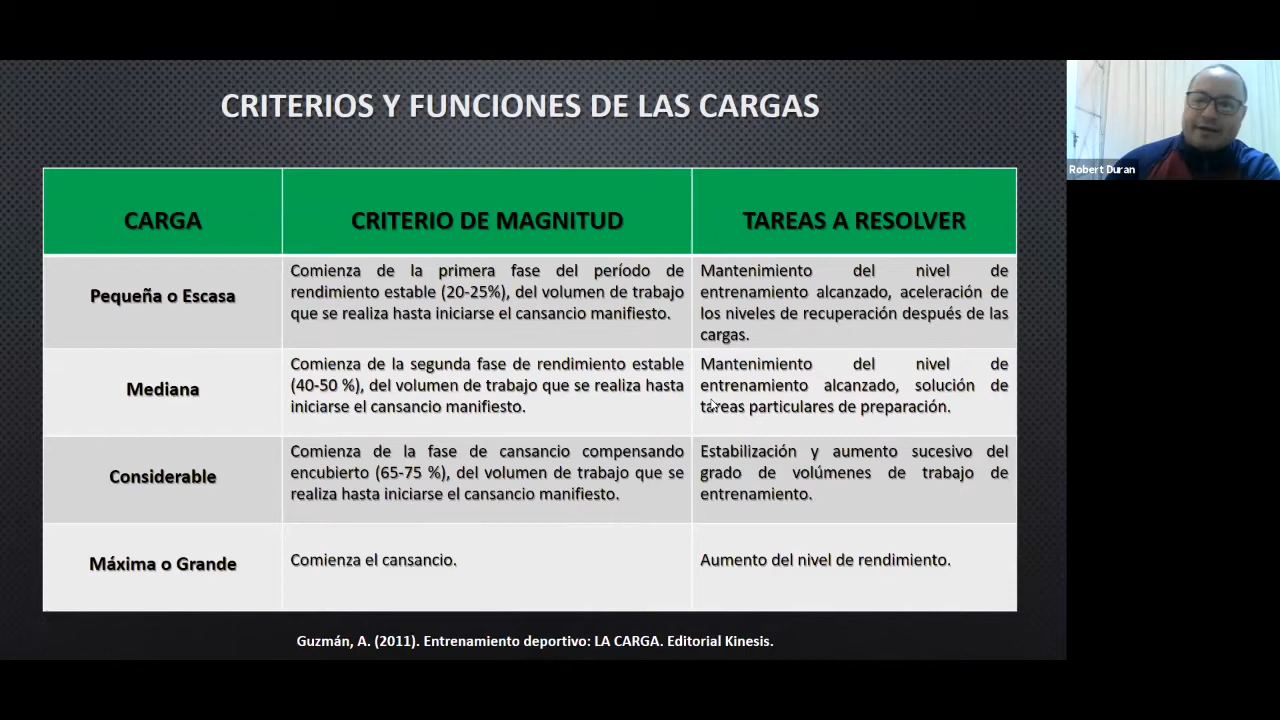 CRITERIOS Y FUNCIONES DE LAS CARGAS
Robert Duran
CARGA
CRITERIO DE MAGNITUD
TAREAS A RESOLVER
Pequeña o Escasa
Comienza de la primera fase del período de
rendimiento estable (20-25%), del volumen de trabajo
que se realiza hasta iniciarse el cansancio manifiesto.
Mantenimiento del nivel de
entrenamiento alcanzado, aceleración de
los niveles de recuperación después de las
cargas.
Mediana
Comienza de la segunda fase de rendimiento estable
(40-50 %), del volumen de trabajo que se realiza hasta
iniciarse el cansancio manifiesto.
Mantenimiento del nivel de
entrenamiento alcanzado, solución de
tareas particulares de preparación.
Considerable
Comienza de la fase de cansancio compensando
encubierto (65-75 %), del volumen de trabajo que se
realiza hasta iniciarse el cansancio manifiesto.
Estabilización y aumento sucesivo del
grado de volúmenes de trabajo de
entrenamiento.
Máxima o Grande
Comienza el cansancio.
Aumento del nivel de rendimiento.
Guzmán, A. (2011). Entrenamiento deportivo: LA CARGA. Editorial Kinesis.